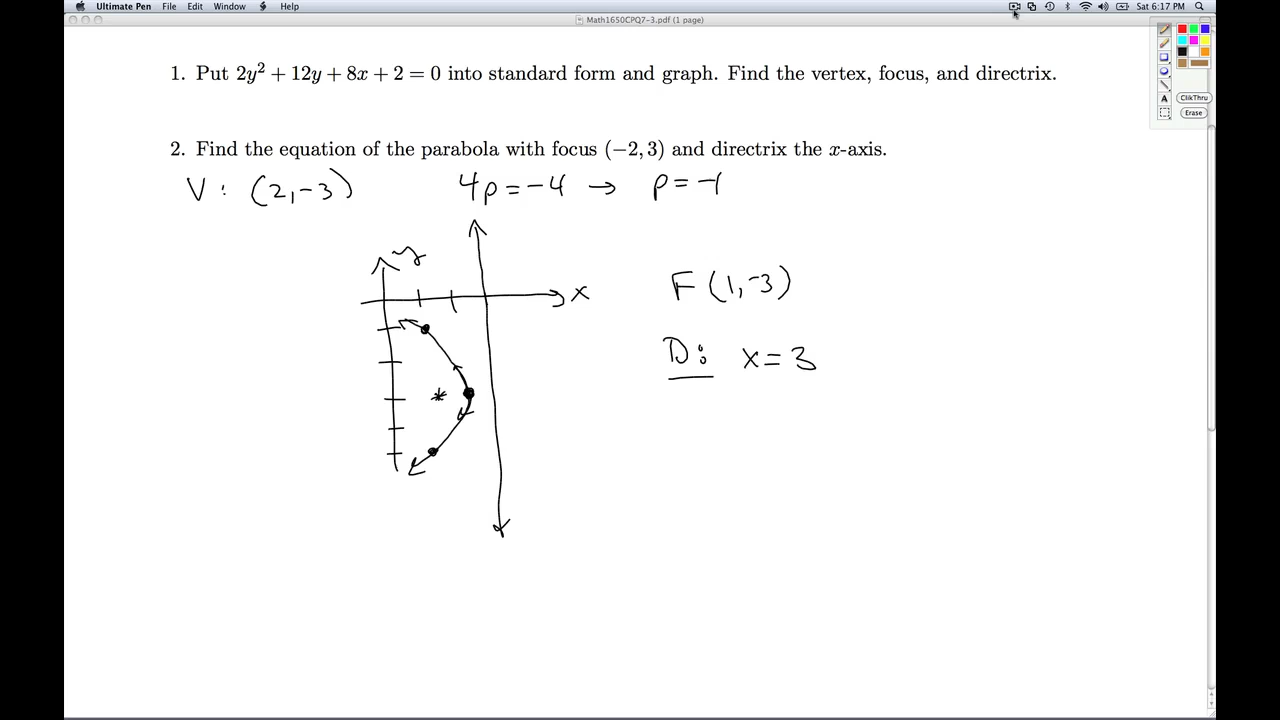 Ultimate Pen File Edit Window Help Sat 6:17 PM
Math1650CPQ7-3.pdf (1 page)
1. Put 2y² + 12y + 8x + 2 = 0 into standard form and graph. Find the vertex, focus, and directrix.
A ClikThru
Erase
2. Find the equation of the parabola with focus (−2, 3) and directrix the x-axis.
V : (2,-3) 4p = -4 → p = -1
y
x
F (1,-3)
D: x = 3